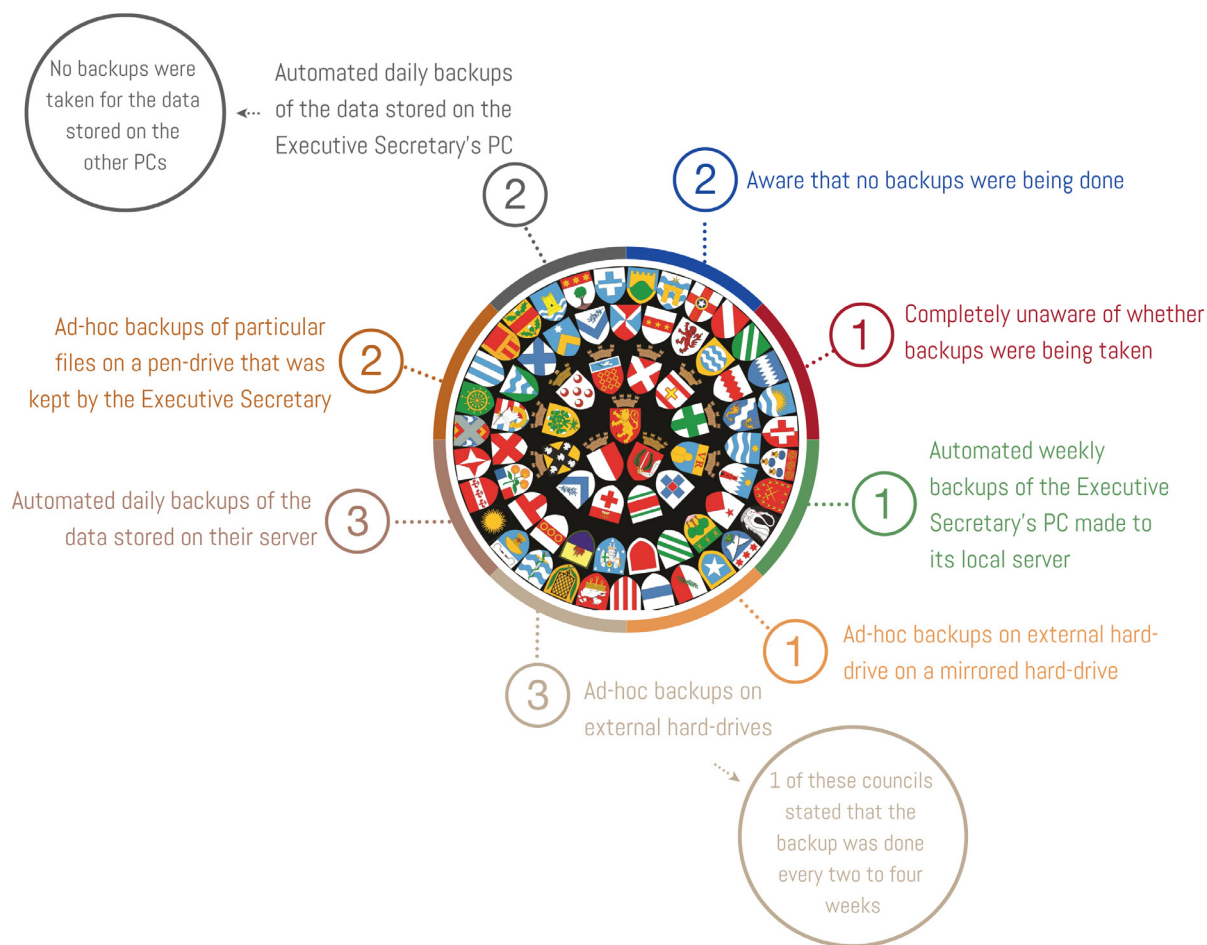 No backups were
taken for the data
stored on the
other PCs
Automated daily backups
of the data stored on the
Executive Secretary's PC
2
2
Aware that no backups were being done
1
Completely unaware of whether
backups were being taken
Ad-hoc backups of particular
files on a pen-drive that was
kept by the Executive Secretary
2
1
Automated weekly
backups of the Executive
Secretary's PC made to
its local server
Automated daily backups of the
data stored on their server
3
1
Ad-hoc backups on external hard-
drive on a mirrored hard-drive
3
Ad-hoc backups on
external hard-drives
1 of these councils
stated that the
backup was done
every two to four
weeks